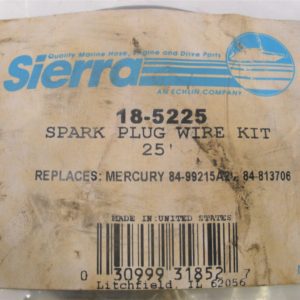 Quality Marine Hose, Engine and Drive Parts
Sierra
AN ECHLIN COMPANY
18-5225
SPARK PLUG WIRE KIT
25'
REPLACES: MERCURY 84-99215A2, 84-813706
MADE IN UNITED STATES
0 30999 31852 7
Litchfield, IL 62056